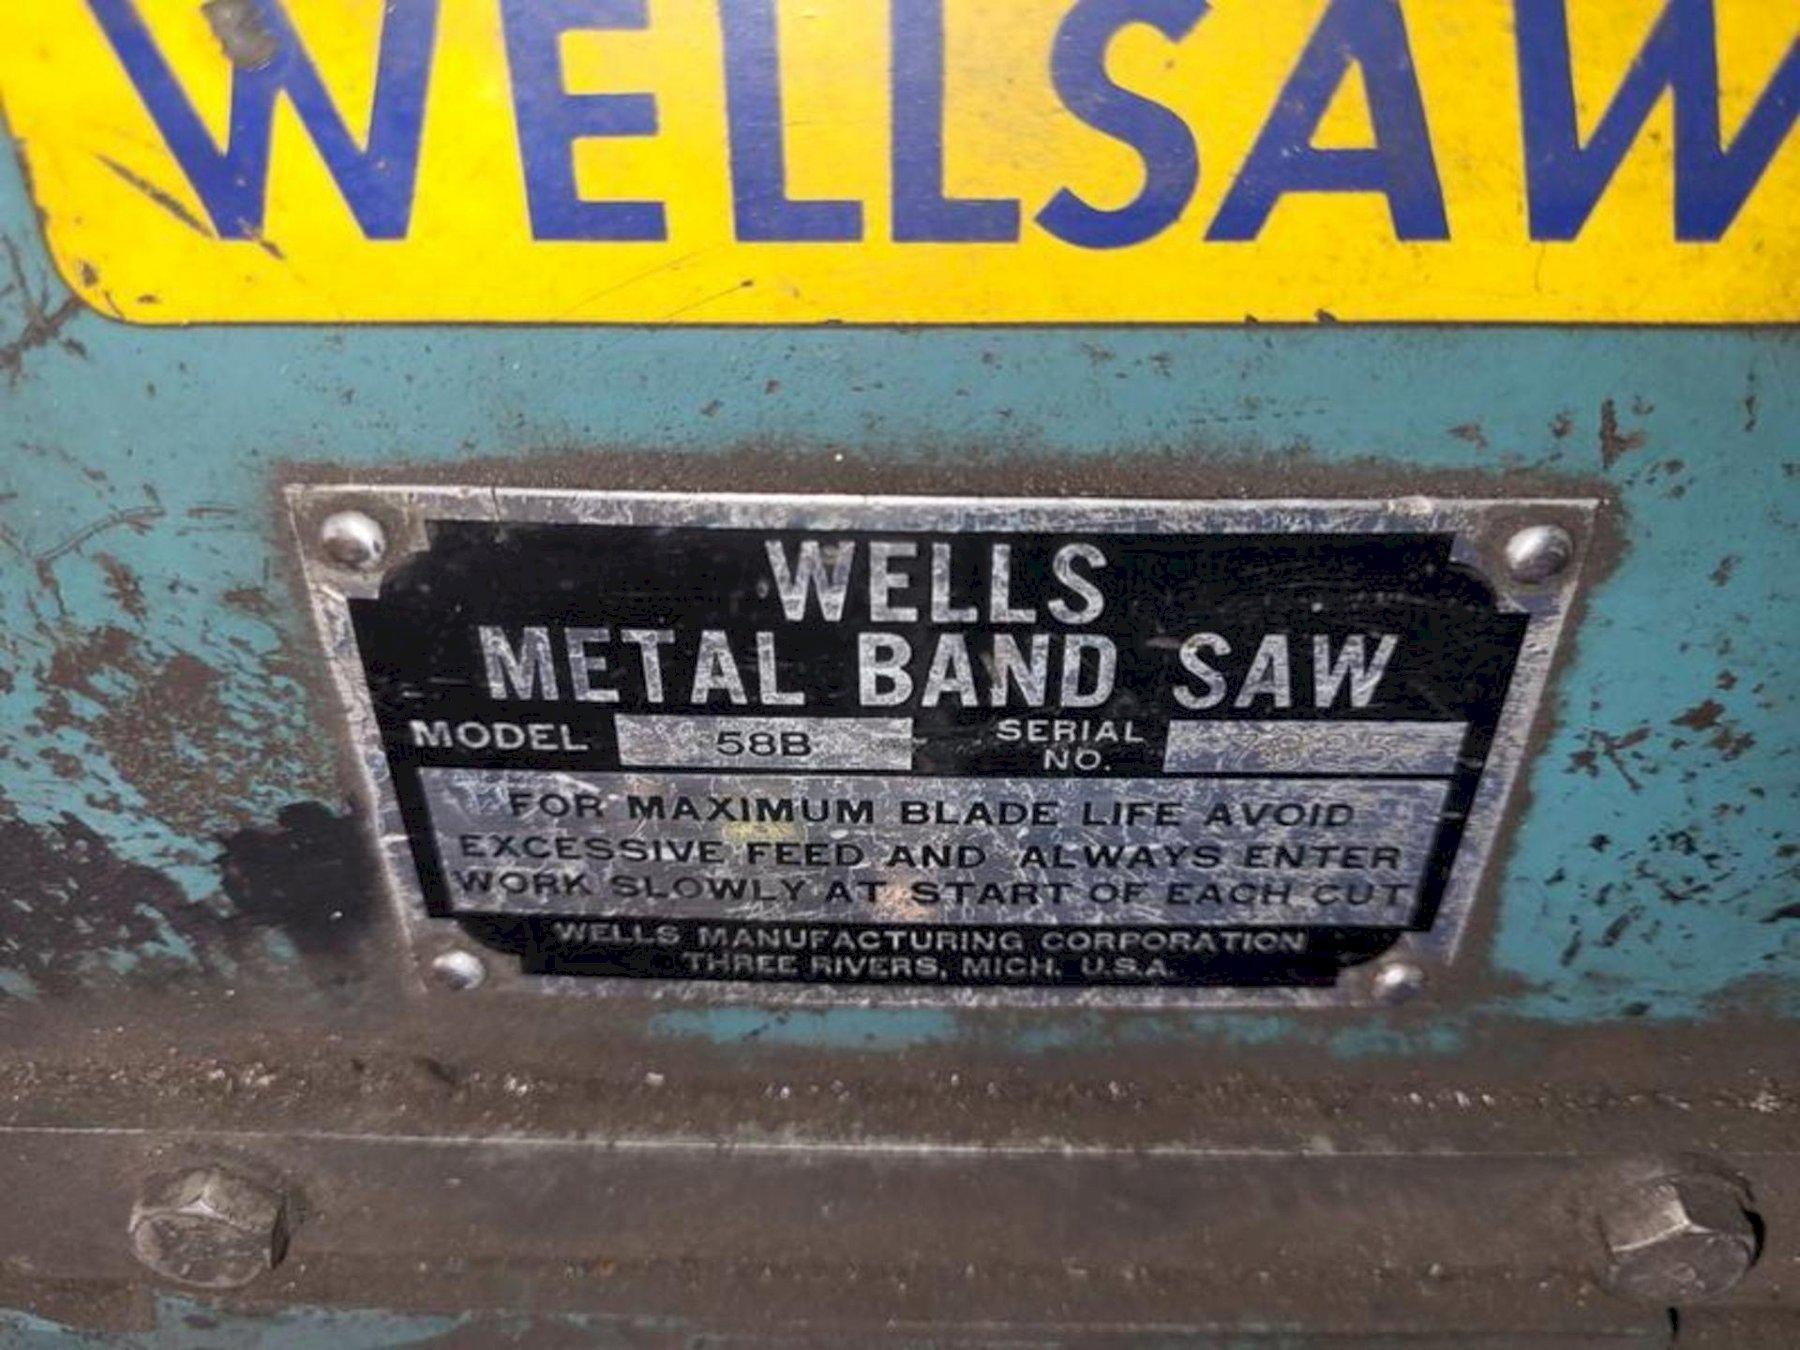 WELLSAW
WELLS
METAL BAND SAW
MODEL 58B SERIAL NO. 7825
FOR MAXIMUM BLADE LIFE AVOID
EXCESSIVE FEED AND ALWAYS ENTER
WORK SLOWLY AT START OF EACH CUT
WELLS MANUFACTURING CORPORATION
THREE RIVERS, MICH. U.S.A.